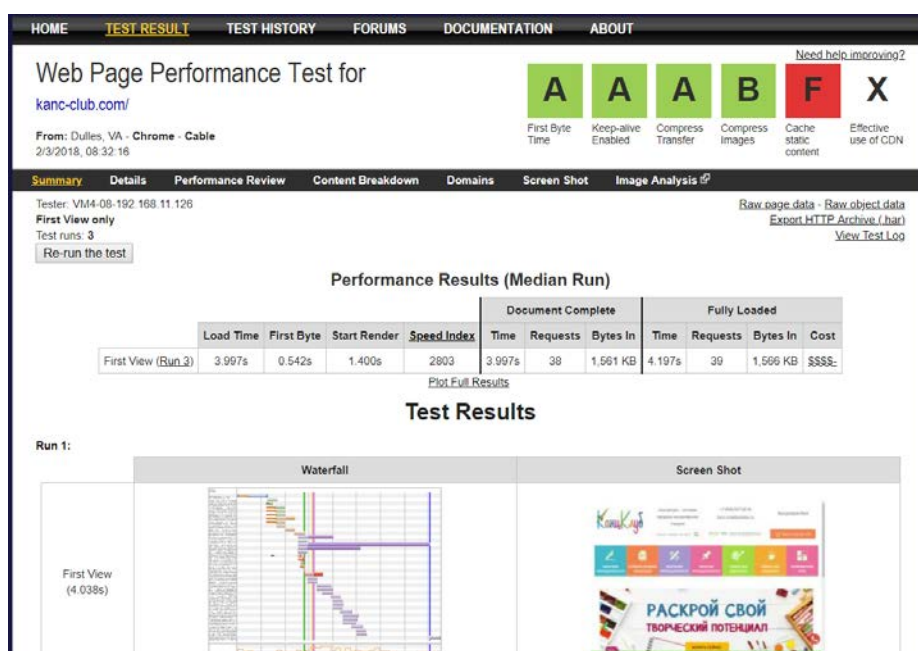 HOME TEST RESULT TEST HISTORY FORUMS DOCUMENTATION ABOUT
Need help improving?
Web Page Performance Test for
kanc-club.com/
From: Dulles, VA - Chrome - Cable
2/3/2018, 08:32:16
A A A B F X
First Byte Time
Keep-alive Enabled
Compress Transfer
Compress Images
Cache static content
Effective use of CDN
Summary Details Performance Review Content Breakdown Domains Screen Shot Image Analysis
Tester: VM4-08-192.168.11.126
First View only
Test runs: 3
Re-run the test
Raw page data - Raw object data
Export HTTP Archive (.har)
View Test Log
Performance Results (Median Run)
Document Complete Fully Loaded
Load Time First Byte Start Render Speed Index Time Requests Bytes In Time Requests Bytes In Cost
First View (Run 3) 3.997s 0.542s 1.400s 2803 3.997s 38 1,561 KB 4.197s 39 1,566 KB $$$$-
Plot Full Results
Test Results
Run 1:
Waterfall Screen Shot
First View
(4.038s)
КанцКлуб
РАСКРОЙ СВОЙ
ТВОРЧЕСКИЙ ПОТЕНЦИАЛ